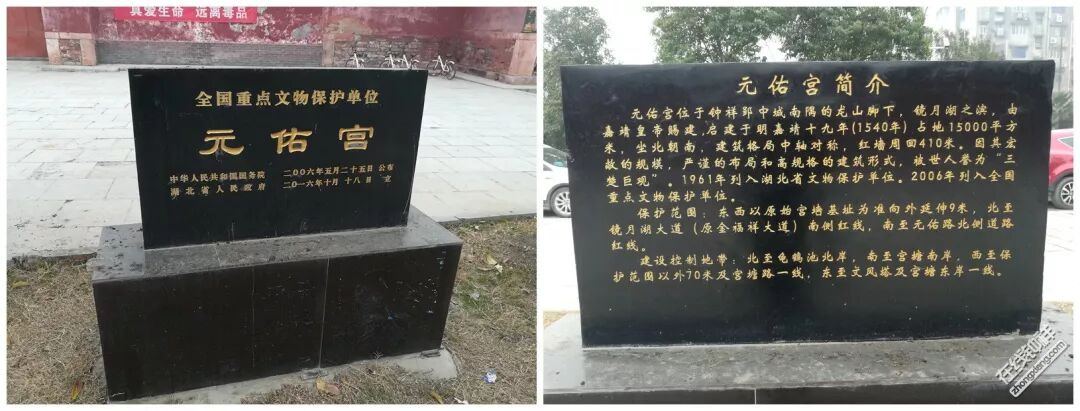 真爱生命 远离毒品
全国重点文物保护单位
元佑宫
中华人民共和国国务院 二〇〇六年五月二十五日 公布
湖北省人民政府 二〇一六年十月十八日 立
元佑宫简介
元佑宫位于钟祥郢中城南隅的龙山脚下，镜月湖之滨，由
嘉靖皇帝赐建，启建于明嘉靖十九年(1540年) 占地15000平方
米，坐北朝南，建筑格局中轴对称，红墙周回410米。因其宏
敞的规模，严谨的布局和高规格的建筑形式，被世人誉为“三
楚巨观”。1961年列入湖北省文物保护单位。2006年列入全国
重点文物保护单位。
保护范围：东西以原始宫墙基址为准向外延伸9米，北至
镜月湖大道（原金福祥大道）南侧红线，南至元佑路北侧道路
红线。
建设控制地带：北至龟鹤池北岸，南至宫塘南岸，西至保
护范围以外70米及宫塘路一线，东至文风塔及宫塘东岸一线。
在线钟祥
zhongxiang.com